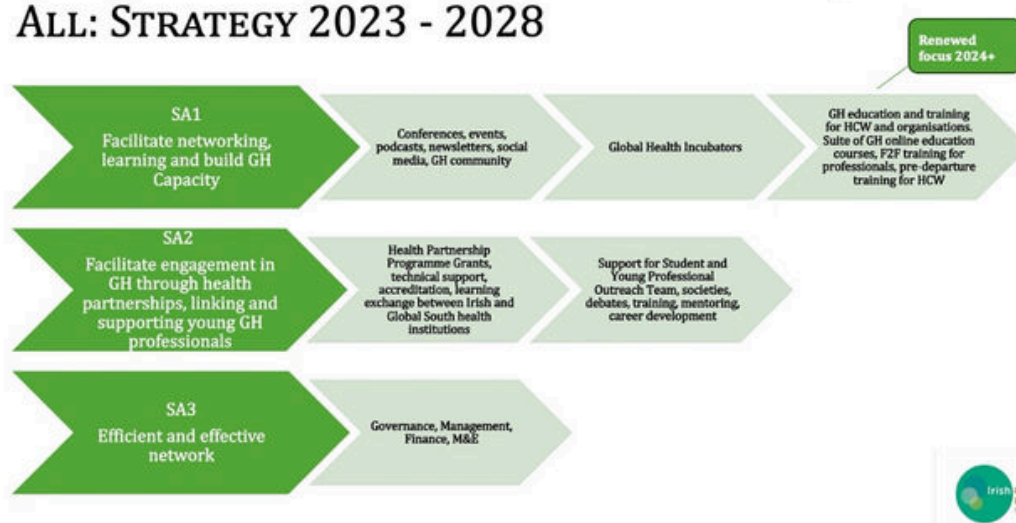 ALL: STRATEGY 2023 - 2028
Renewed
focus 2024+
SA1
Facilitate networking,
learning and build GH
Capacity
Conferences, events,
podcasts, newsletters, social
media, GH community
Global Health Incubators
GH education and training
for HCW and organisations.
Suite of GH online education
courses, F2F training for
professionals, pre-departure
training for HCW
SA2
Facilitate engagement in
GH through health
partnerships, linking and
supporting young GH
professionals
Health Partnership
Programme Grants,
technical support,
accreditation, learning
exchange between Irish and
Global South health
institutions
Support for Student and
Young Professional
Outreach Team, societies,
debates, training, mentoring,
career development
SA3
Efficient and effective
network
Governance, Management,
Finance, M&E
Irish